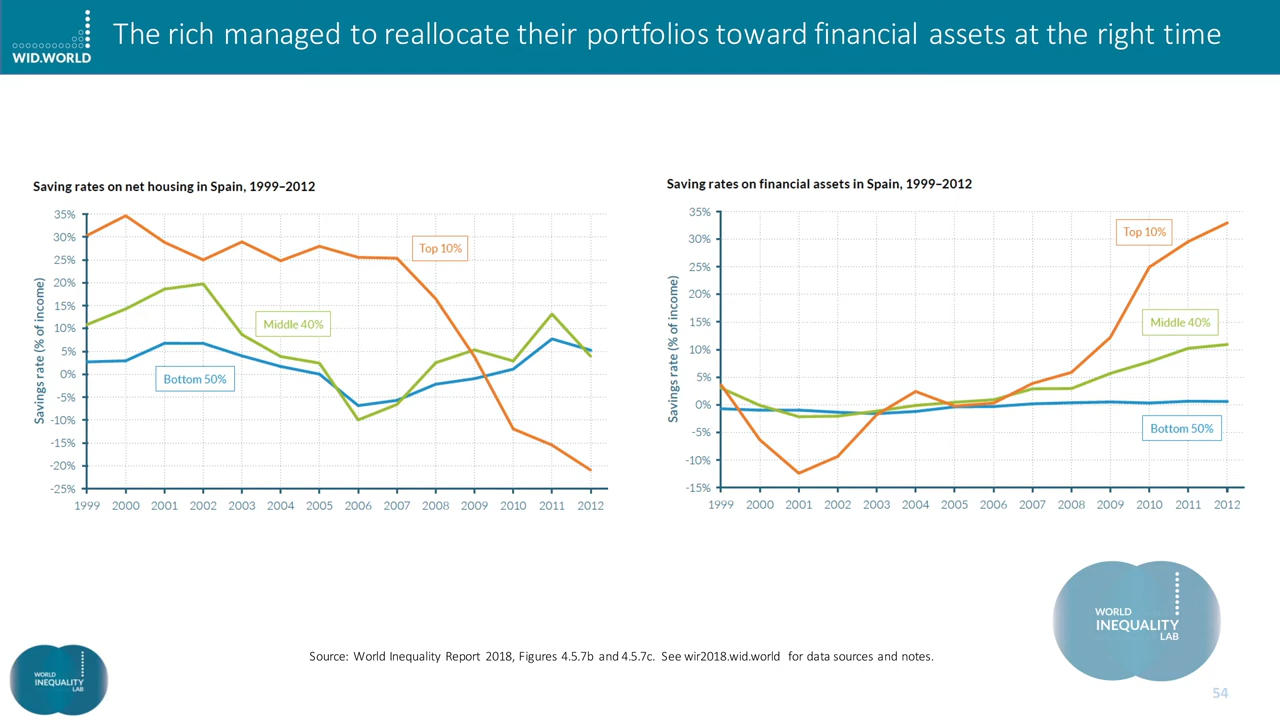 WID.WORLD
The rich managed to reallocate their portfolios toward financial assets at the right time
Saving rates on net housing in Spain, 1999–2012
Savings rate (% of income)
35%
30%
25%
20%
15%
10%
5%
0%
-5%
-10%
-15%
-20%
-25%
Top 10%
Middle 40%
Bottom 50%
1999 2000 2001 2002 2003 2004 2005 2006 2007 2008 2009 2010 2011 2012
Saving rates on financial assets in Spain, 1999–2012
Savings rate (% of income)
35%
30%
25%
20%
15%
10%
5%
0%
-5%
-10%
-15%
Top 10%
Middle 40%
Bottom 50%
1999 2000 2001 2002 2003 2004 2005 2006 2007 2008 2009 2010 2011 2012
WORLD
INEQUALITY
LAB
Source: World Inequality Report 2018, Figures 4.5.7b and 4.5.7c. See wir2018.wid.world for data sources and notes.
WORLD
INEQUALITY
LAB
54